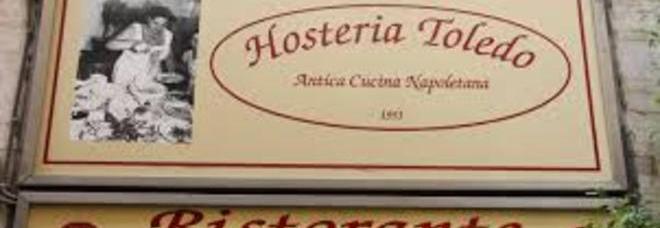 Hosteria Toledo
Antica Cucina Napoletana
1951
Ristorante